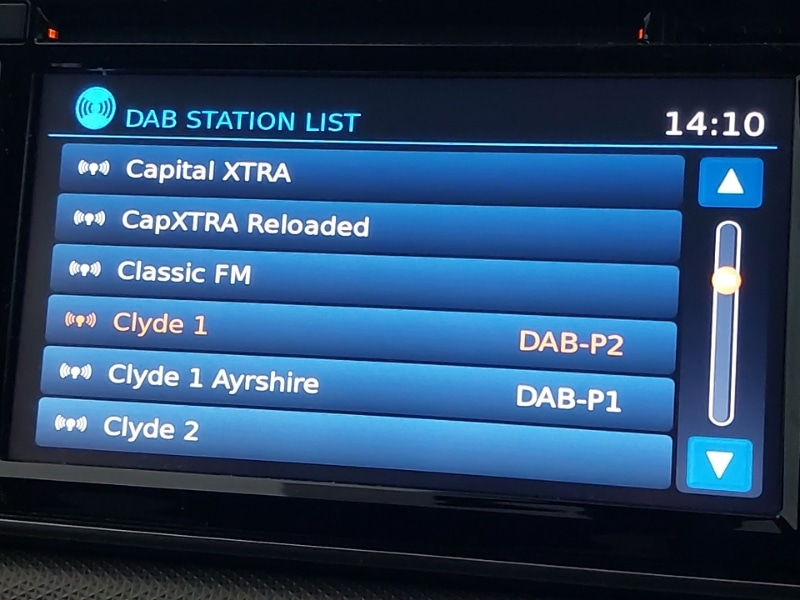 DAB STATION LIST 14:10
Capital XTRA
CapXTRA Reloaded
Classic FM
Clyde 1 DAB-P2
Clyde 1 Ayrshire DAB-P1
Clyde 2